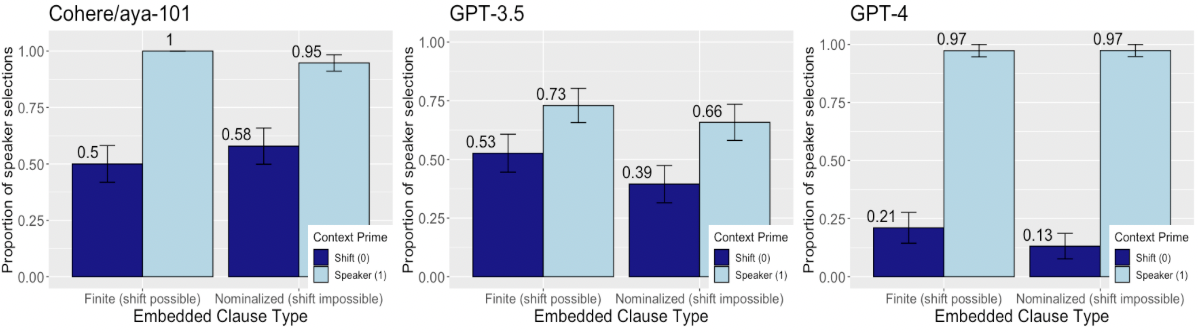 Cohere/aya-101
Proportion of speaker selections
1.00
0.75
0.50
0.25
0.00
0.5
1
0.58
0.95
Context Prime
Shift (0)
Speaker (1)
Finite (shift possible)
Nominalized (shift impossible)
Embedded Clause Type
GPT-3.5
Proportion of speaker selections
1.00
0.75
0.50
0.25
0.00
0.53
0.73
0.39
0.66
Context Prime
Shift (0)
Speaker (1)
Finite (shift possible)
Nominalized (shift impossible)
Embedded Clause Type
GPT-4
Proportion of speaker selections
1.00
0.75
0.50
0.25
0.00
0.21
0.97
0.13
0.97
Context Prime
Shift (0)
Speaker (1)
Finite (shift possible)
Nominalized (shift impossible)
Embedded Clause Type